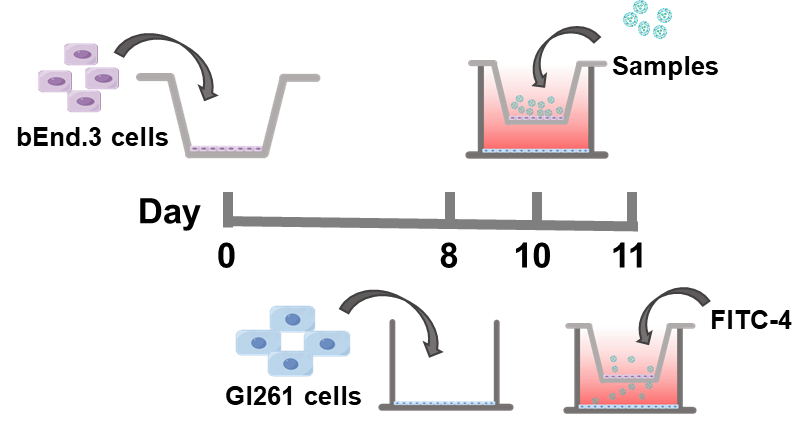 Samples
bEnd.3 cells
Day
0 8 10 11
FITC-4
Gl261 cells